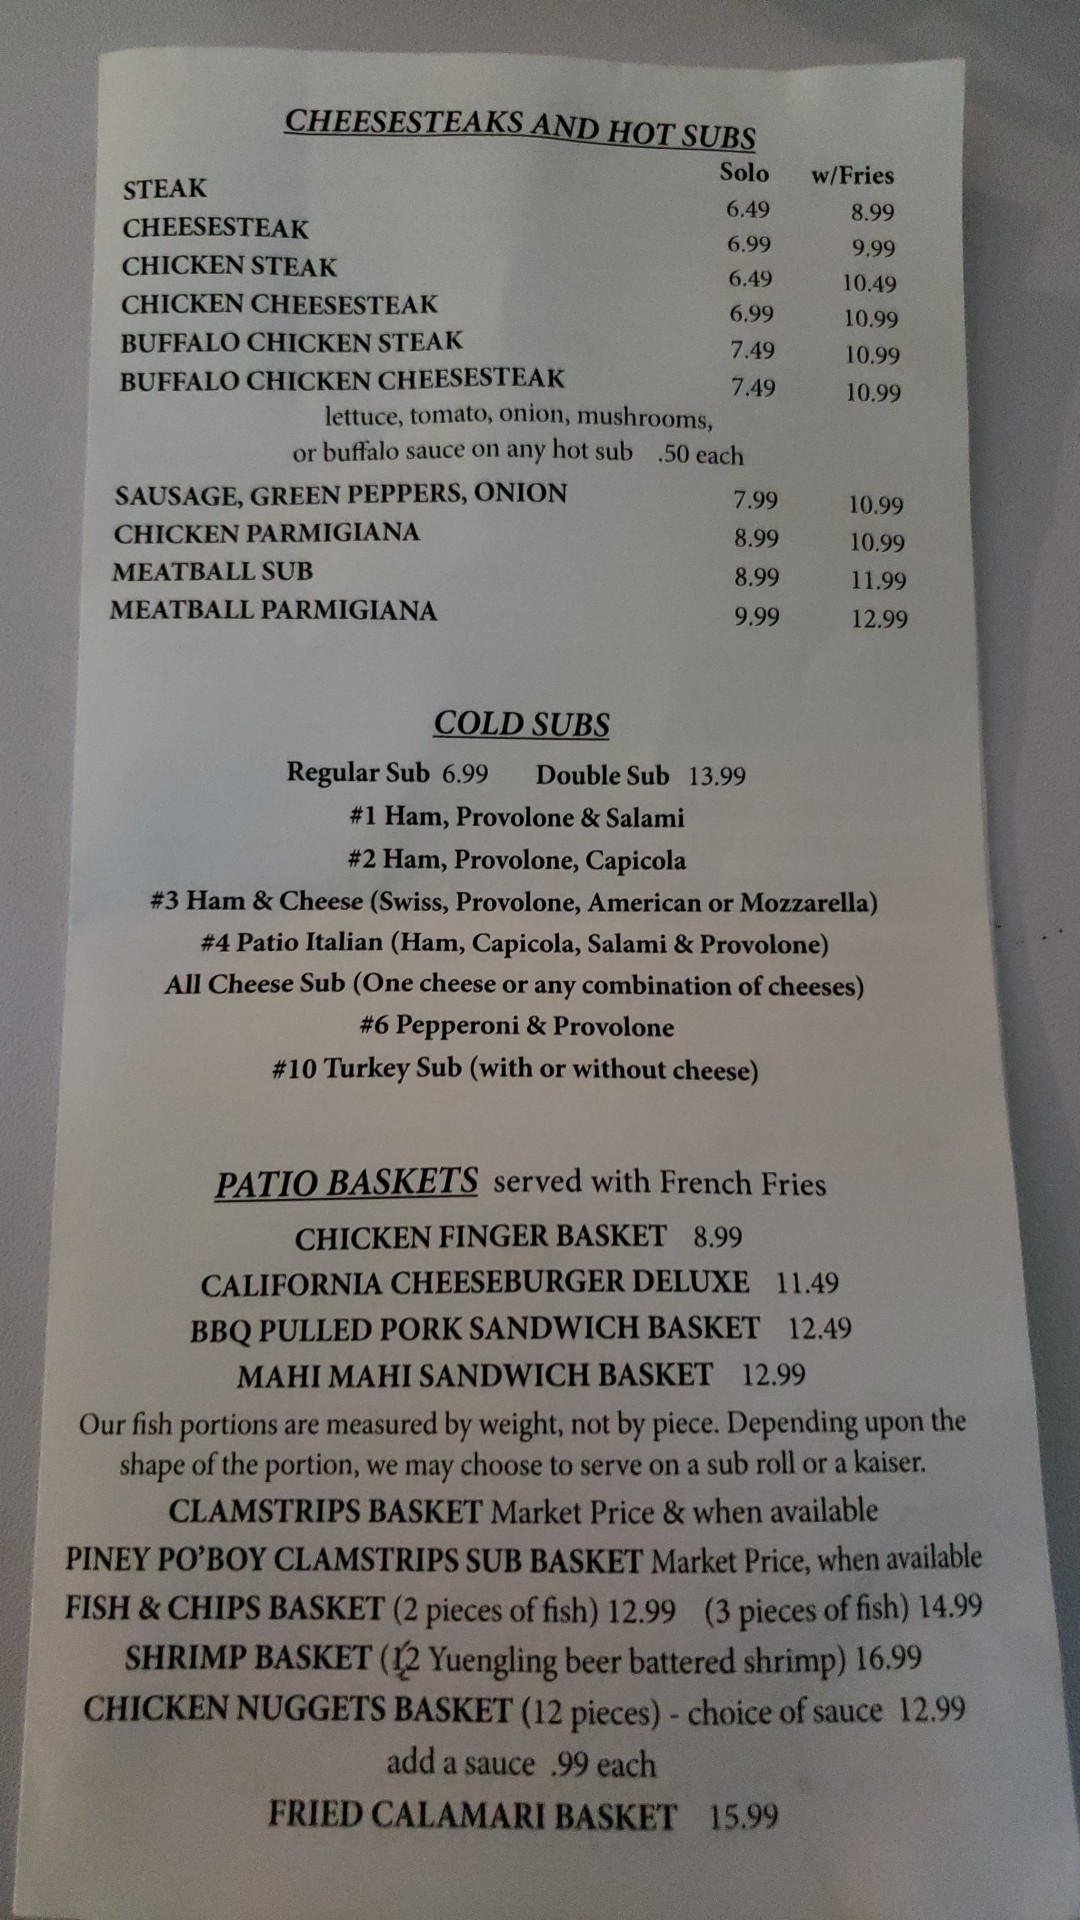 CHEESESTEAKS AND HOT SUBS
Solo w/Fries
STEAK 6.49 8.99
CHEESESTEAK 6.99 9.99
CHICKEN STEAK 6.49 10.49
CHICKEN CHEESESTEAK 6.99 10.99
BUFFALO CHICKEN STEAK 7.49 10.99
BUFFALO CHICKEN CHEESESTEAK 7.49 10.99
lettuce, tomato, onion, mushrooms,
or buffalo sauce on any hot sub .50 each
SAUSAGE, GREEN PEPPERS, ONION 7.99 10.99
CHICKEN PARMIGIANA 8.99 10.99
MEATBALL SUB 8.99 11.99
MEATBALL PARMIGIANA 9.99 12.99
COLD SUBS
Regular Sub 6.99 Double Sub 13.99
#1 Ham, Provolone & Salami
#2 Ham, Provolone, Capicola
#3 Ham & Cheese (Swiss, Provolone, American or Mozzarella)
#4 Patio Italian (Ham, Capicola, Salami & Provolone)
All Cheese Sub (One cheese or any combination of cheeses)
#6 Pepperoni & Provolone
#10 Turkey Sub (with or without cheese)
PATIO BASKETS served with French Fries
CHICKEN FINGER BASKET 8.99
CALIFORNIA CHEESEBURGER DELUXE 11.49
BBQ PULLED PORK SANDWICH BASKET 12.49
MAHI MAHI SANDWICH BASKET 12.99
Our fish portions are measured by weight, not by piece. Depending upon the
shape of the portion, we may choose to serve on a sub roll or a kaiser.
CLAMSTRIPS BASKET Market Price & when available
PINEY PO'BOY CLAMSTRIPS SUB BASKET Market Price, when available
FISH & CHIPS BASKET (2 pieces of fish) 12.99 (3 pieces of fish) 14.99
SHRIMP BASKET (12 Yuengling beer battered shrimp) 16.99
CHICKEN NUGGETS BASKET (12 pieces) - choice of sauce 12.99
add a sauce .99 each
FRIED CALAMARI BASKET 15.99